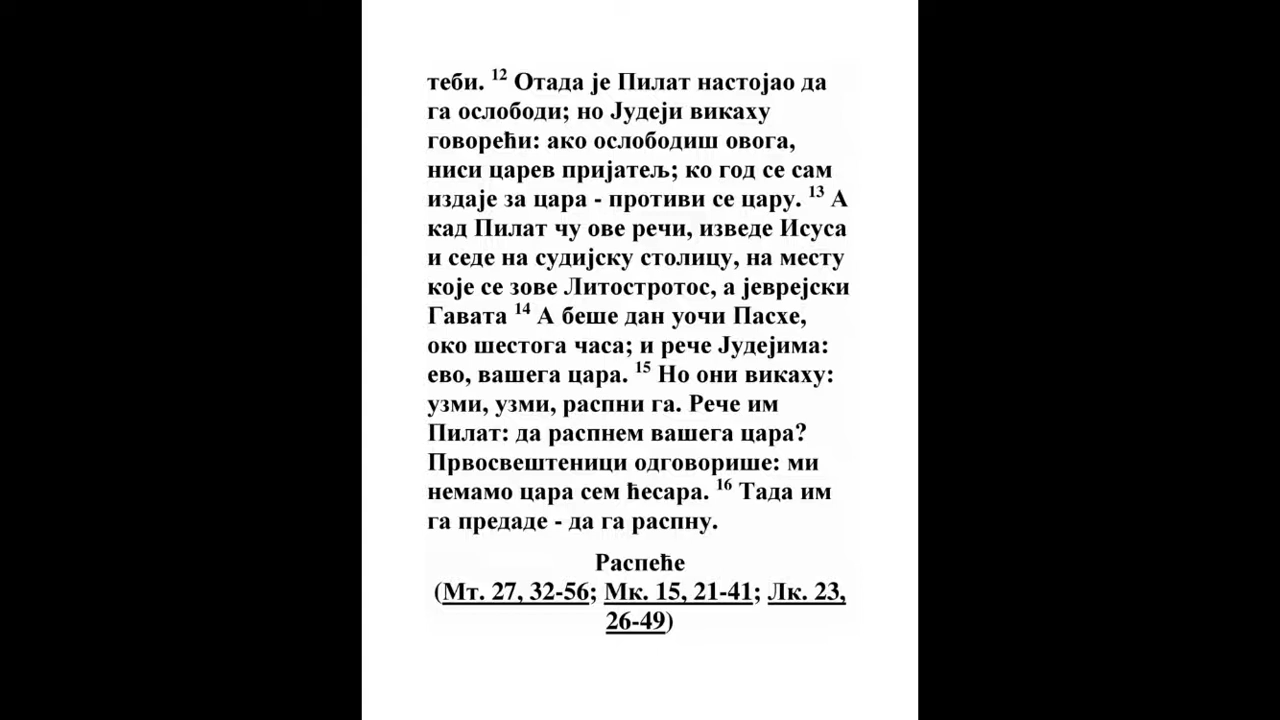 теби. 12 Отада је Пилат настојао да
га ослободи; но Јудеји викаху
говорећи: ако ослободиш овога,
ниси царев пријатељ; ко год се сам
издаје за цара - противи се цару. 13 А
кад Пилат чу ове речи, изведе Исуса
и седе на судијску столицу, на месту
које се зове Литостротос, а јеврејски
Гавата 14 А беше дан уочи Пасхе,
око шестога часа; и рече Јудејима:
ево, вашега цара. 15 Но они викаху:
узми, узми, распни га. Рече им
Пилат: да распнем вашега цара?
Првосвештеници одговорише: ми
немамо цара сем ћесара. 16 Тада им
га предаде - да га распну.
Распеће
(Мт. 27, 32-56; Мк. 15, 21-41; Лк. 23,
26-49)